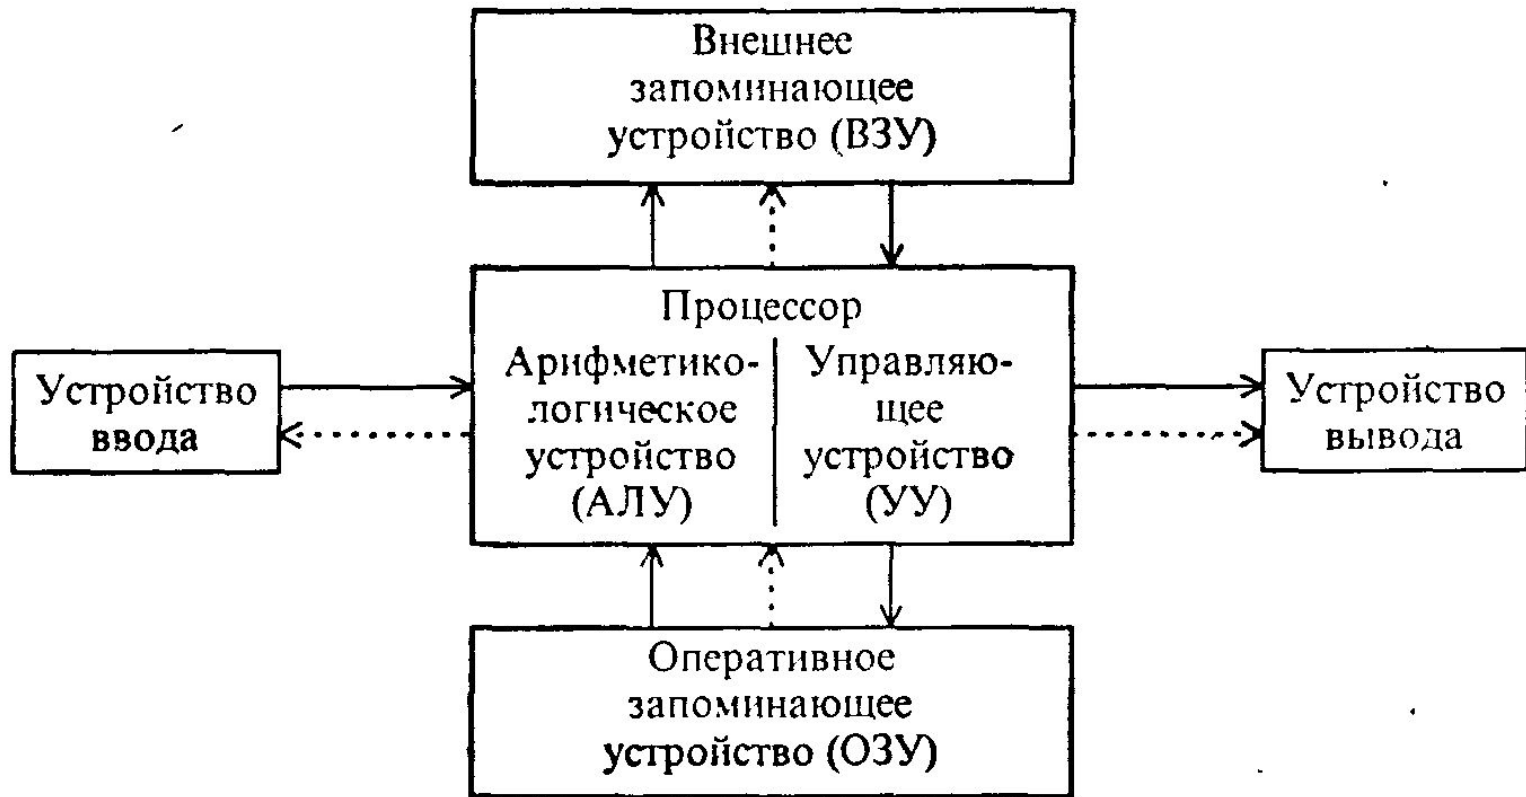 Внешнее
запоминающее
устройство (ВЗУ)
Процессор
Арифметико-
логическое
устройство
(АЛУ)
Управляю-
щее
устройство
(УУ)
Устройство
ввода
Устройство
вывода
Оперативное
запоминающее
устройство (ОЗУ)